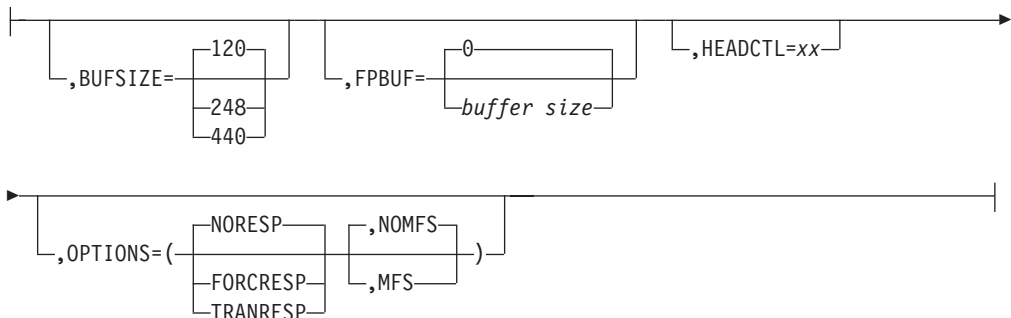 ,BUFSIZE=
120
248
440
,FPBUF=
0
buffer size
,HEADCTL=xx
,OPTIONS=(
NORESP
FORCRESP
TRANRESP
,NOMFS
,MFS
)